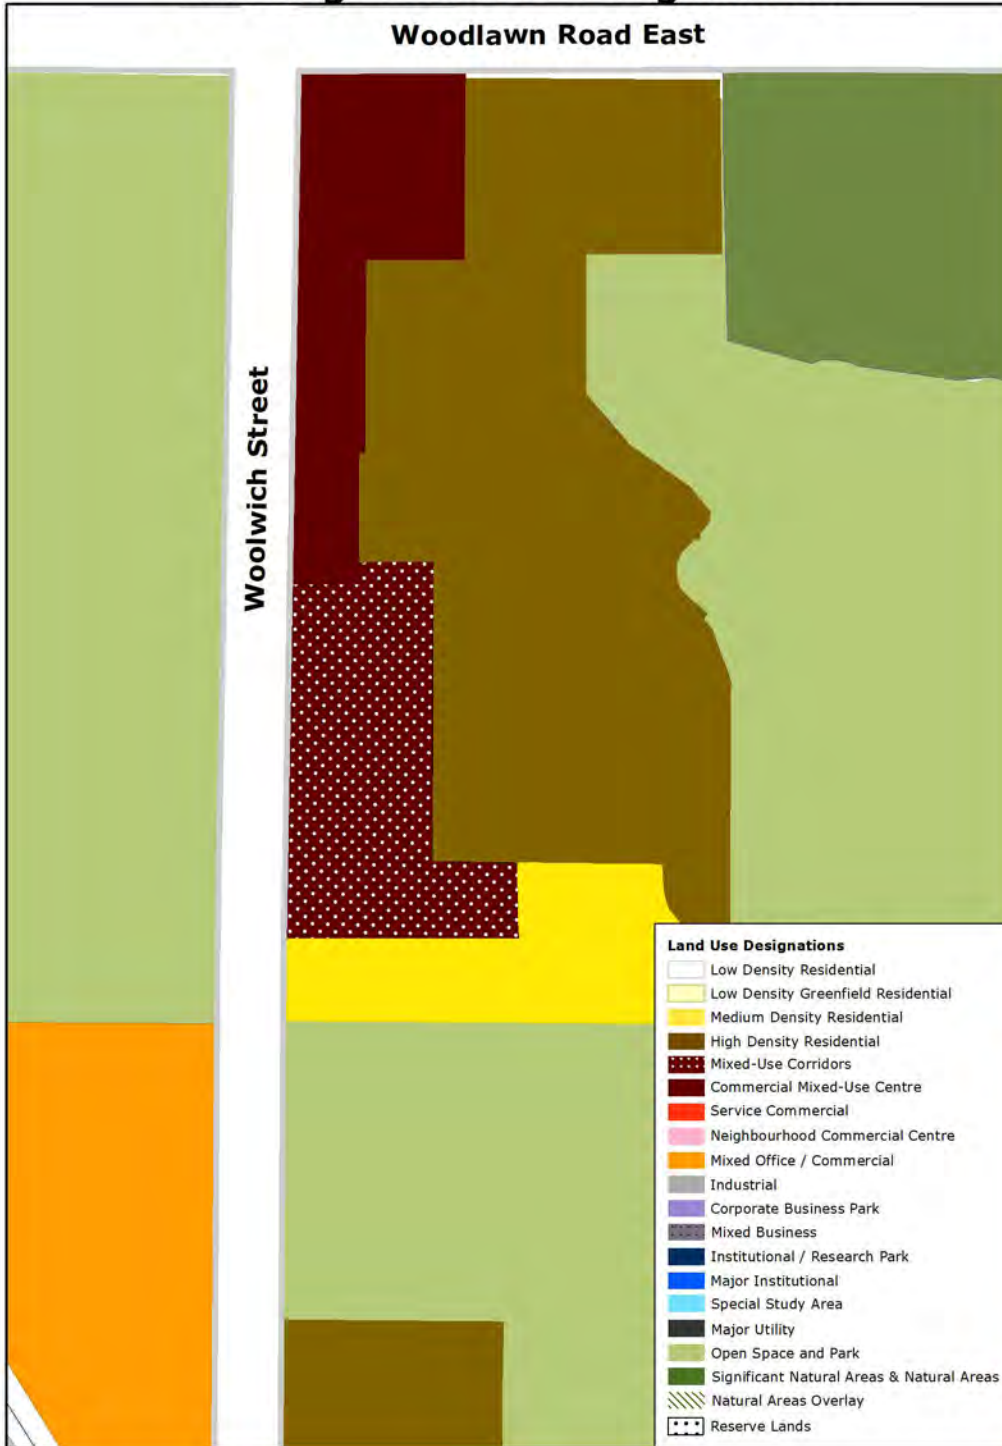 Woodlawn Road East
Woolwich Street
Land Use Designations
Low Density Residential
Low Density Greenfield Residential
Medium Density Residential
High Density Residential
Mixed-Use Corridors
Commercial Mixed-Use Centre
Service Commercial
Neighbourhood Commercial Centre
Mixed Office / Commercial
Industrial
Corporate Business Park
Mixed Business
Institutional / Research Park
Major Institutional
Special Study Area
Major Utility
Open Space and Park
Significant Natural Areas & Natural Areas
Natural Areas Overlay
Reserve Lands